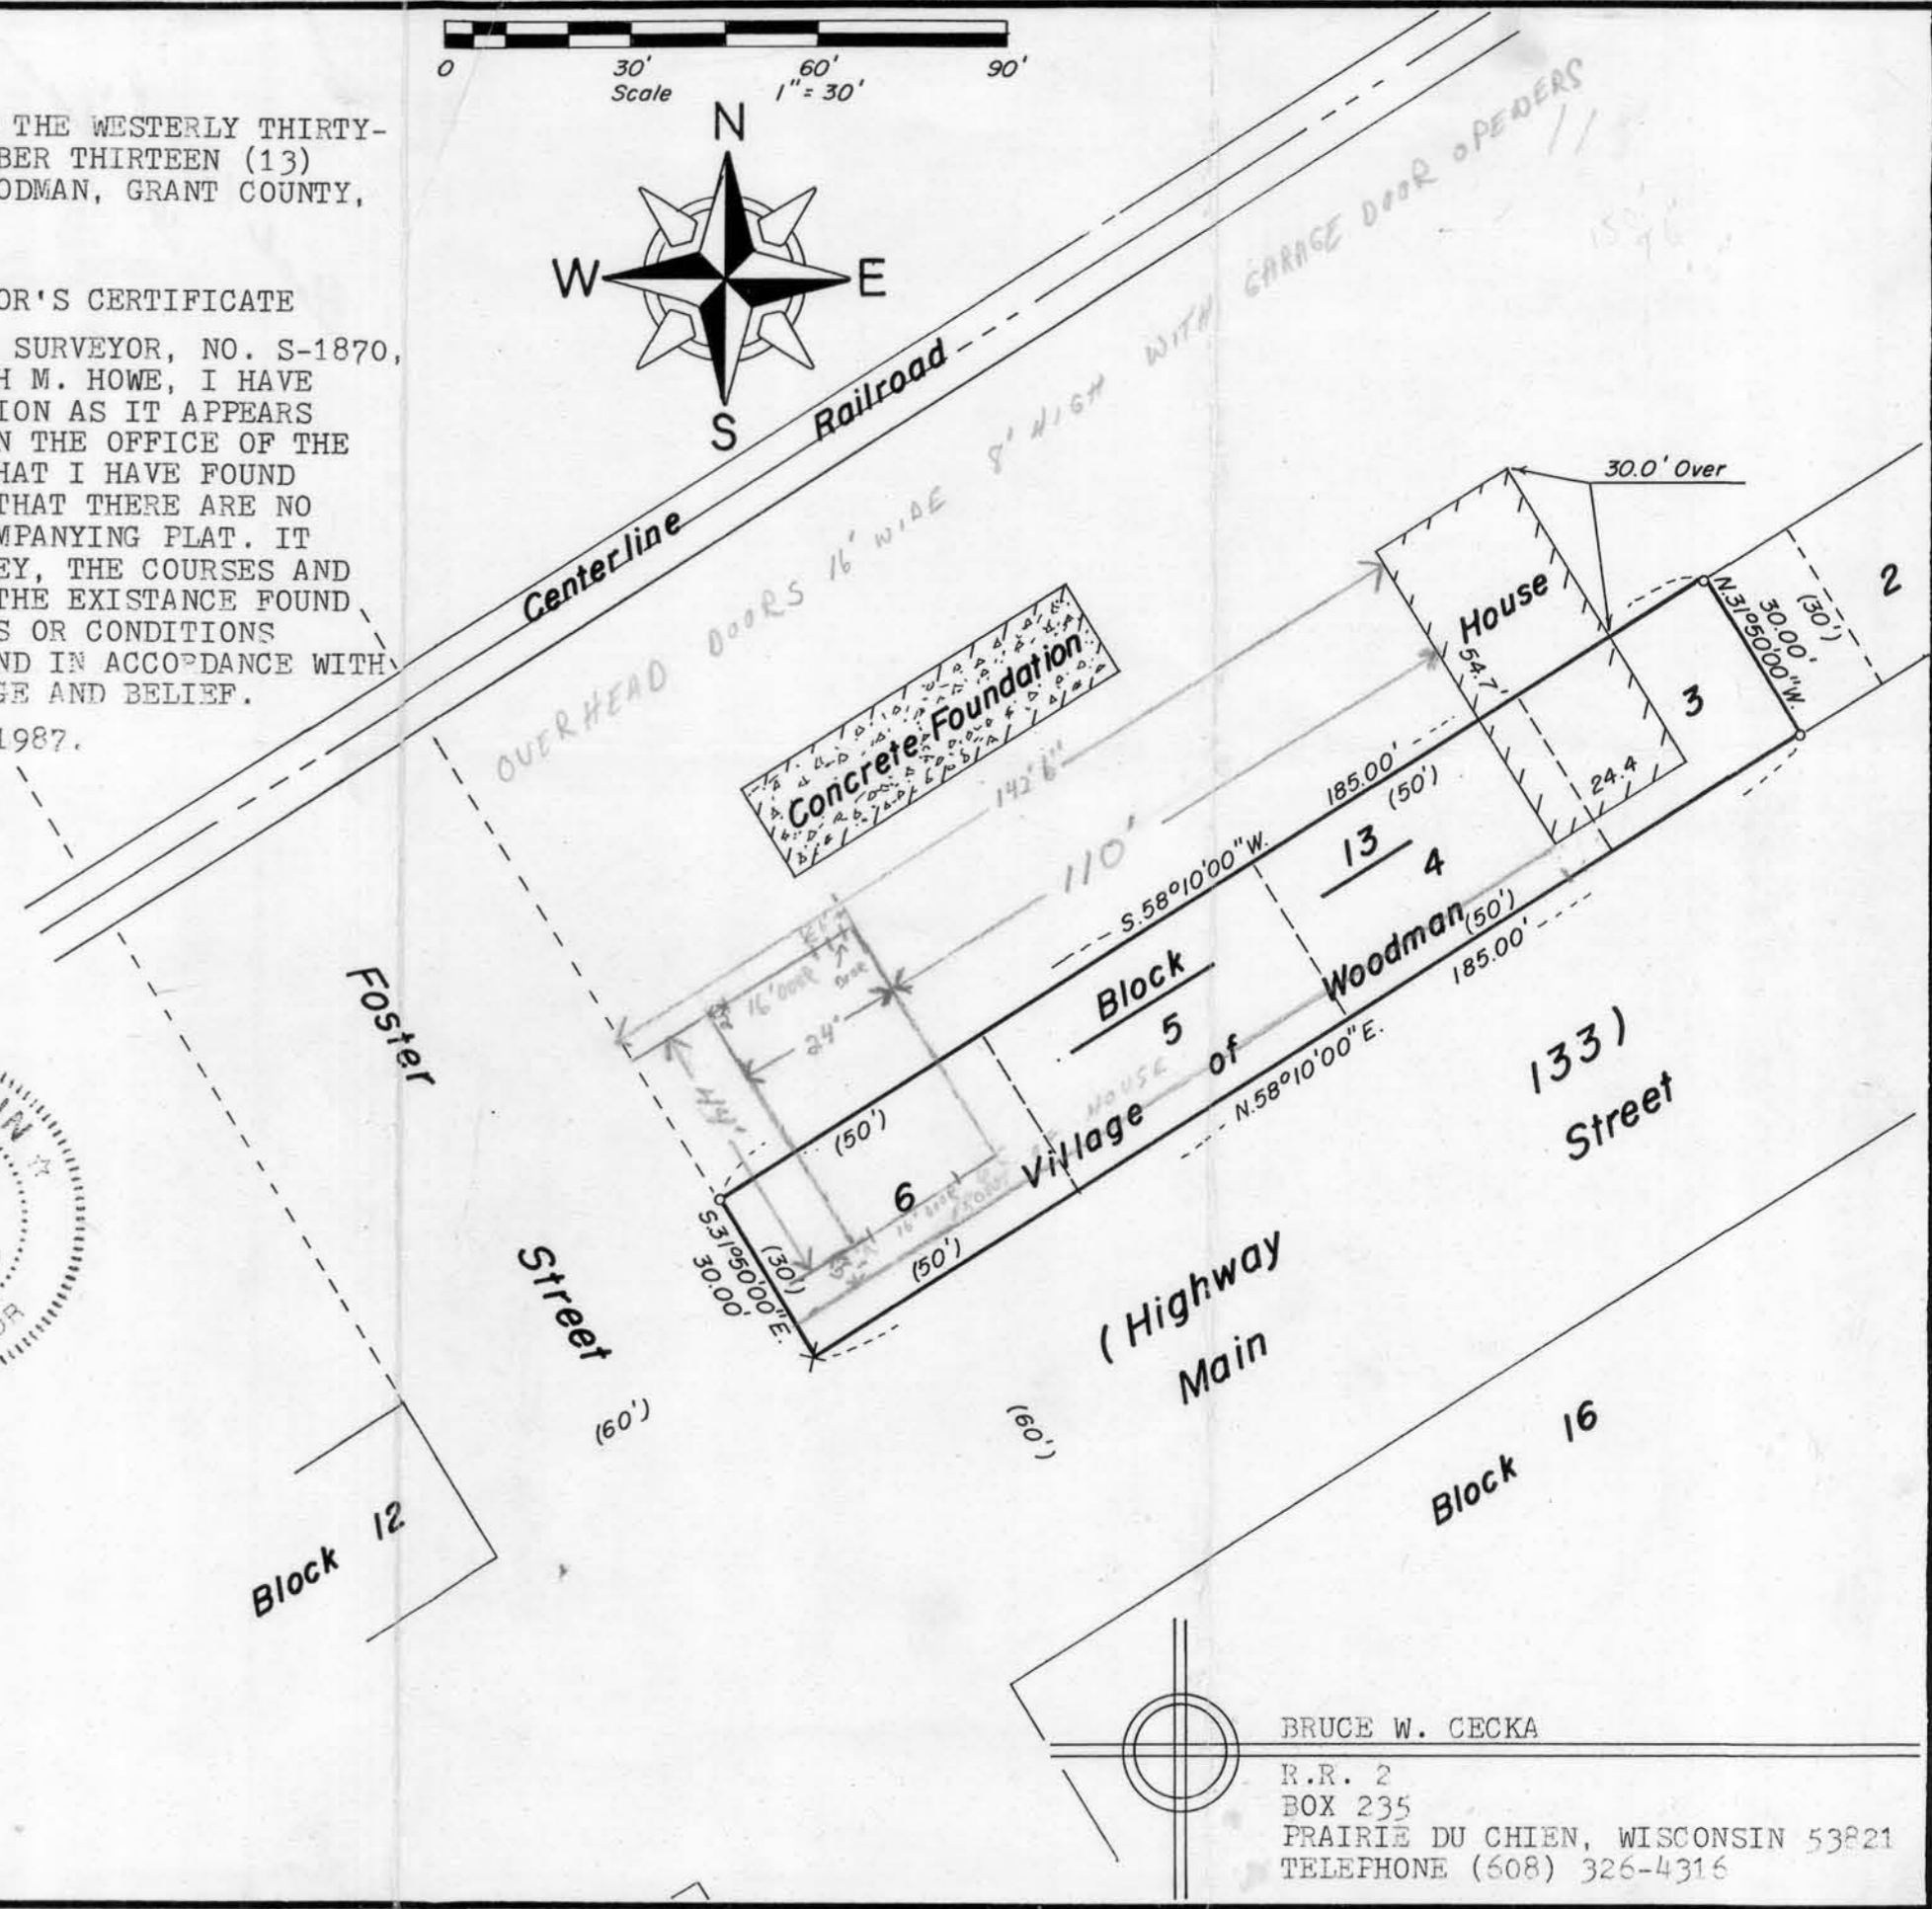 0 30' 60' 90'
Scale 1"= 30'
N
W E
S
THE WESTERLY THIRTY-
BER THIRTEEN (13)
ODMAN, GRANT COUNTY,
OR'S CERTIFICATE
SURVEYOR, NO. S-1870,
H M. HOWE, I HAVE
ION AS IT APPEARS
N THE OFFICE OF THE
HAT I HAVE FOUND
THAT THERE ARE NO
MPANYING PLAT. IT
EY, THE COURSES AND
THE EXISTANCE FOUND
S OR CONDITIONS
ND IN ACCORDANCE WITH
GE AND BELIEF.
1987.
Centerline Railroad
OVERHEAD DOORS 16' WIDE 8' HIGH WITH GARAGE DOOR OPENERS
30.0' Over
House
54.7'
24.4
Concrete Foundation
142' 6"
110'
N.31°50'00"W.
30.00'
(30')
2
3
185.00'
(50')
S.58°10'00"W.
13
4
Block
5
Village of Woodman
(50')
185.00'
N.58°10'00"E.
HOUSE
16' DOOR
DOOR
24'
44'
(50')
6
16' DOOR
(50')
S.31°50'00"E.
30.00'
(30')
Foster
Street
(60')
(60')
(Highway 133)
Main Street
Block 12
Block 16
BRUCE W. CECKA
R.R. 2
BOX 235
PRAIRIE DU CHIEN, WISCONSIN 53821
TELEPHONE (608) 326-4316